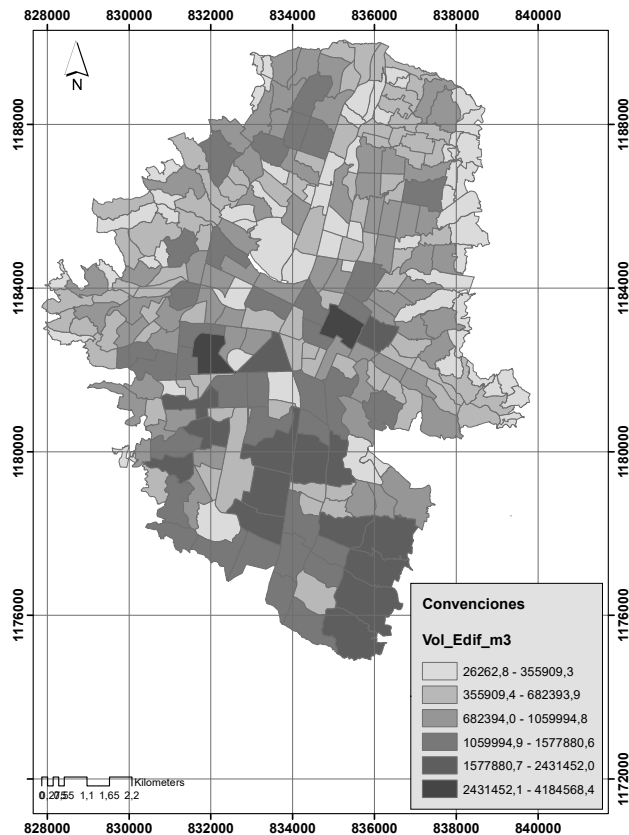 828000 830000 832000 834000 836000 838000 840000
N
1188000 1188000
1184000 1184000
1180000 1180000
1176000 1176000
1172000 1172000
Convenciones
Vol_Edif_m3
26262,8 - 355909,3
355909,4 - 682393,9
682394,0 - 1059994,8
1059994,9 - 1577880,6
1577880,7 - 2431452,0
2431452,1 - 4184568,4
Kilometers
1,1 1,65 2,2
828000 830000 832000 834000 836000 838000 840000